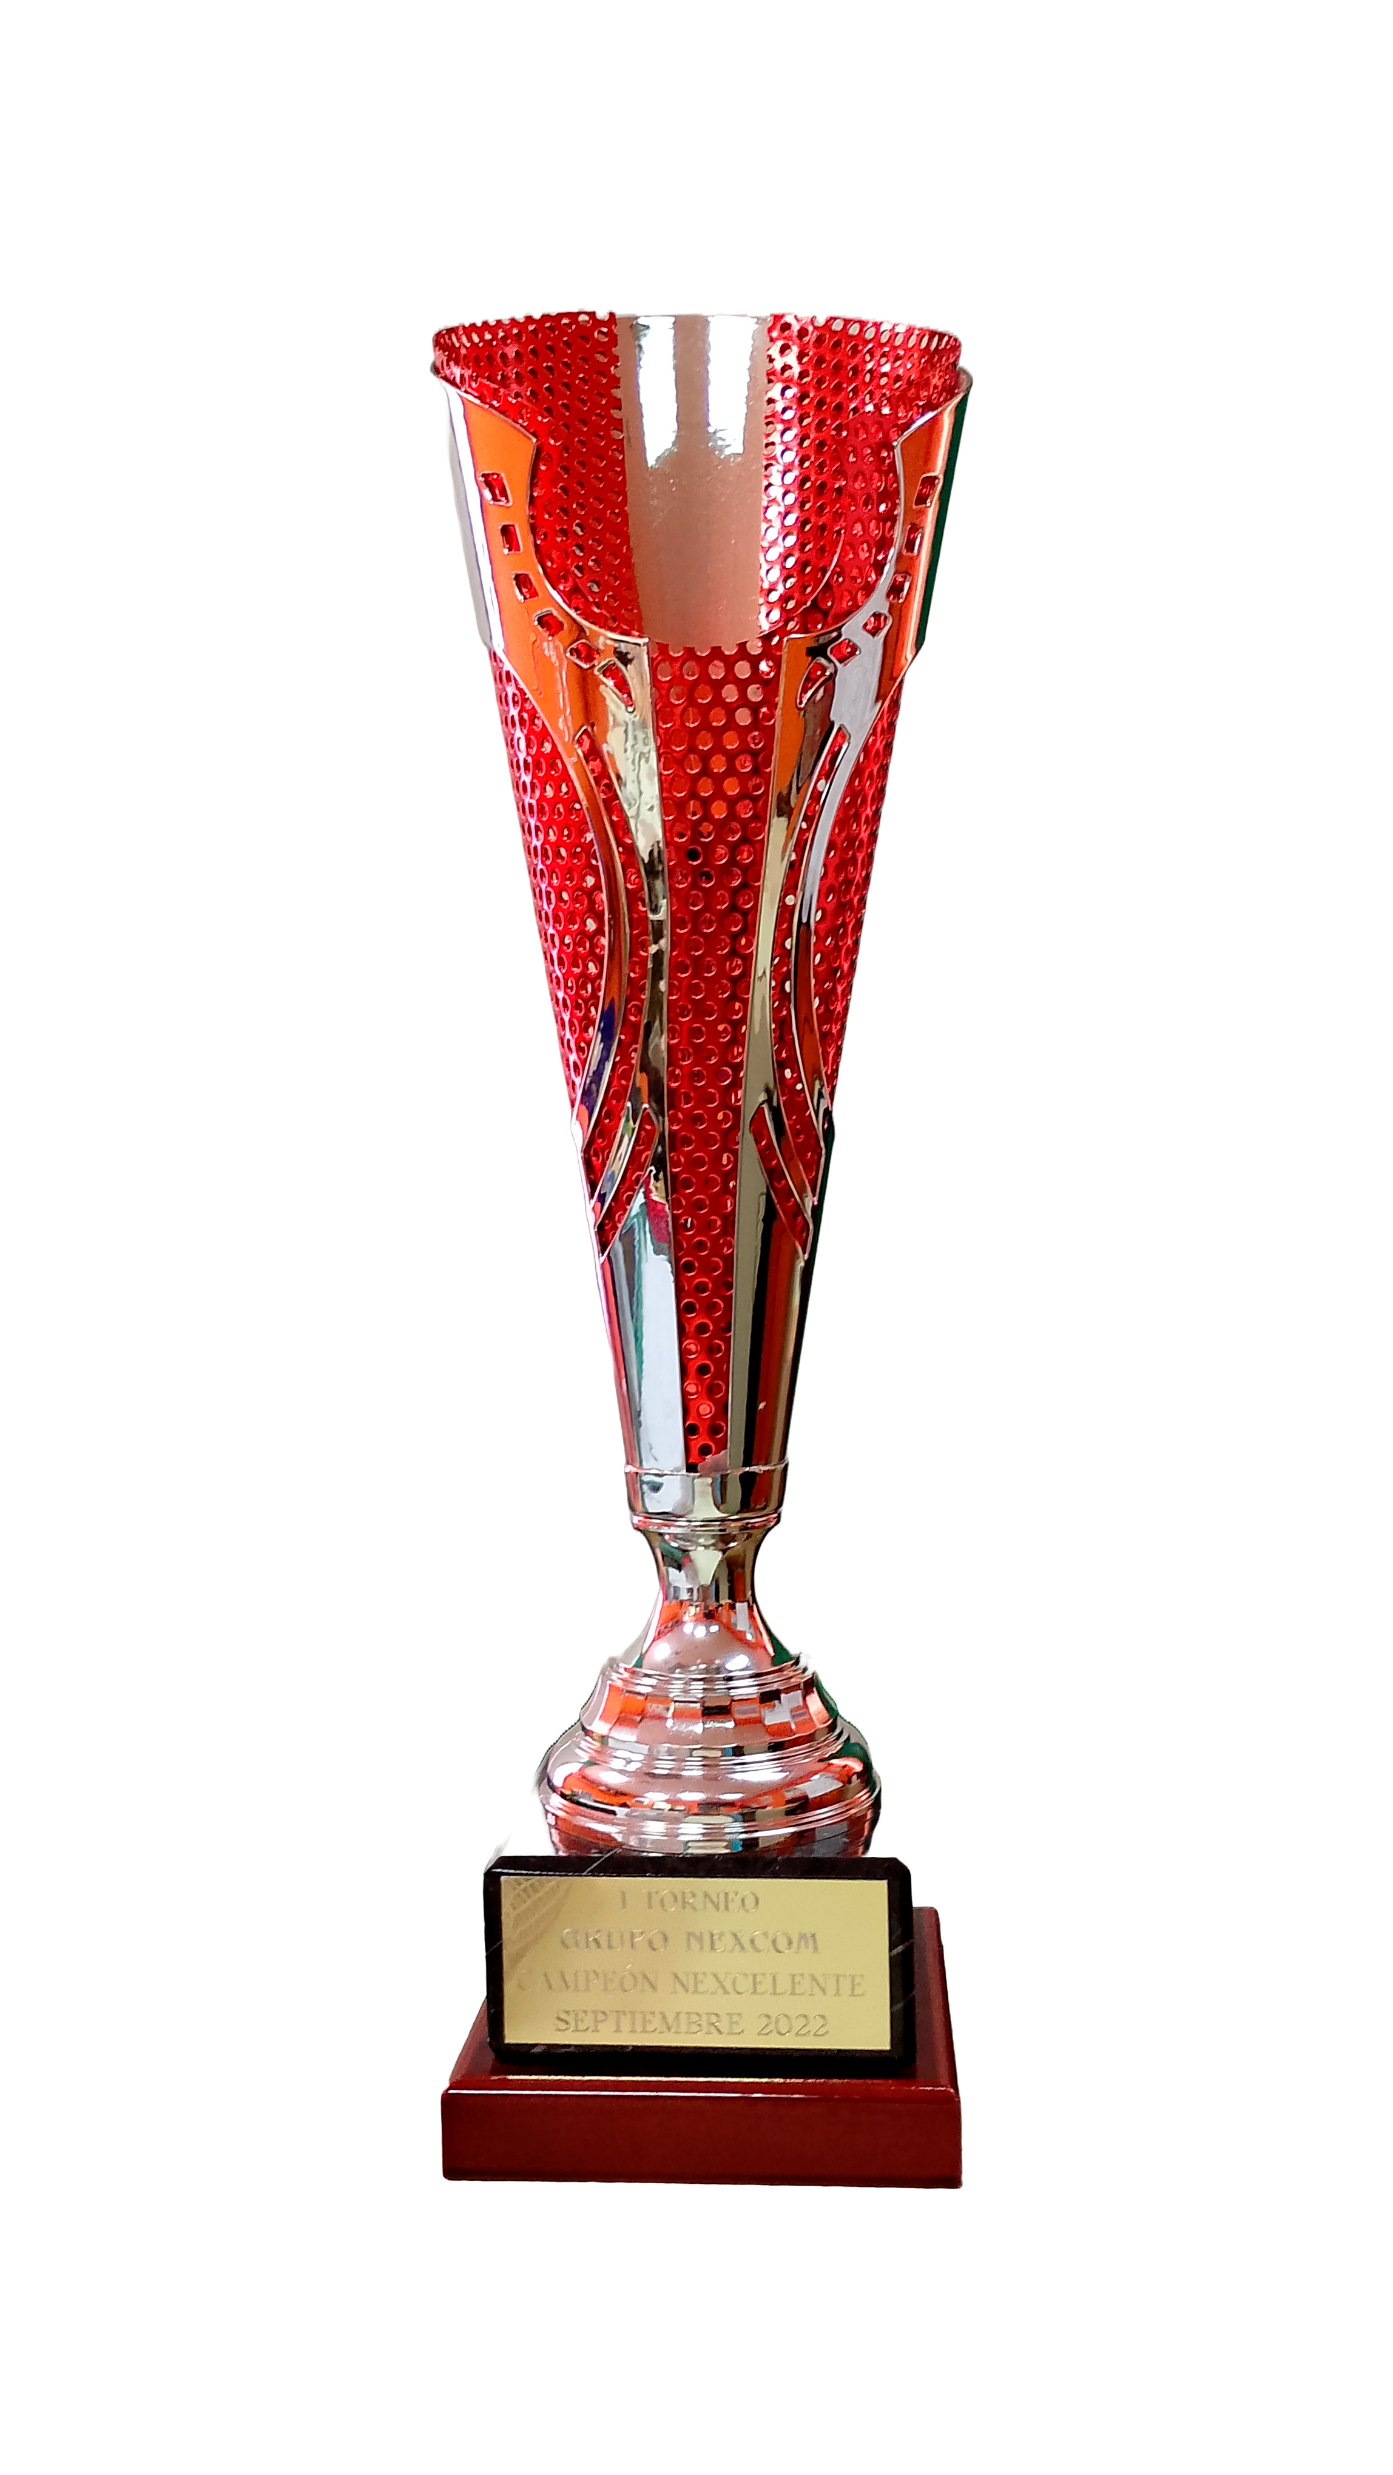 I TORNEO
GRUPO NEXCOM
CAMPEÓN NEXCELENTE
SEPTIEMBRE 2022